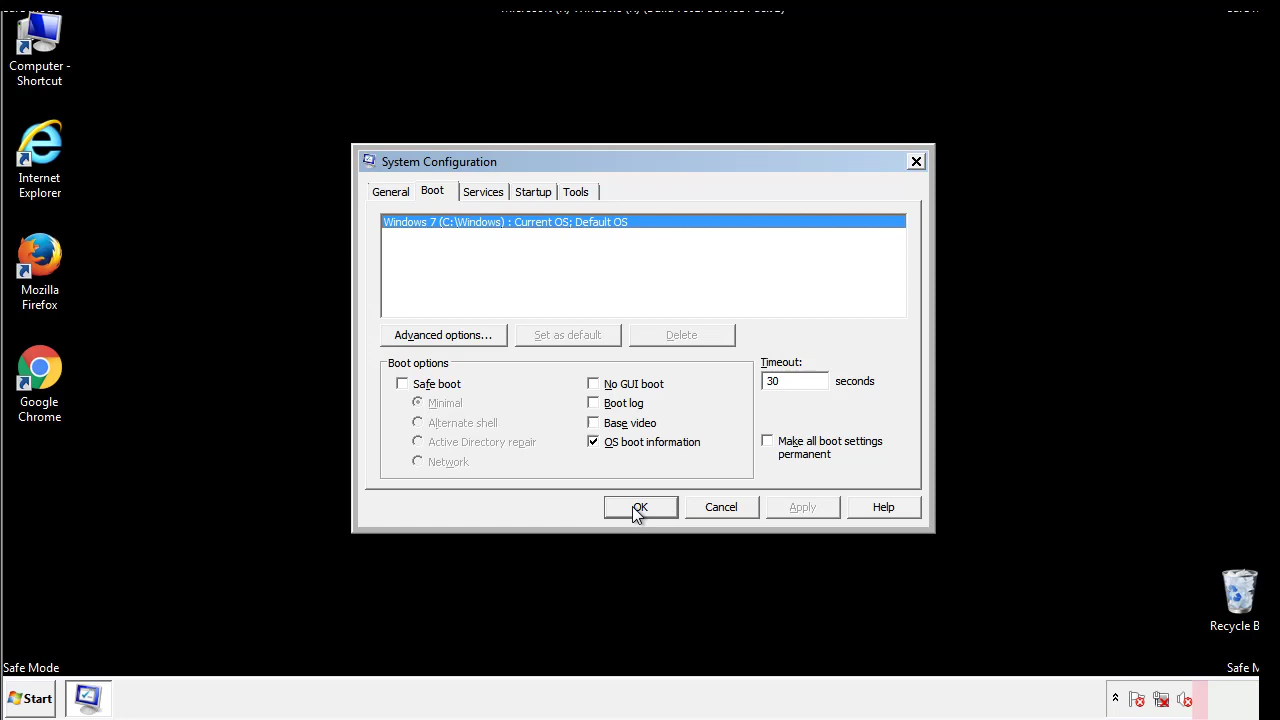 Computer -
Shortcut
Internet
Explorer
Mozilla
Firefox
Google
Chrome
System Configuration
General Boot Services Startup Tools
Windows 7 (C:\Windows) : Current OS; Default OS
Advanced options... Set as default Delete
Boot options
Safe boot
Minimal
Alternate shell
Active Directory repair
Network
No GUI boot
Boot log
Base video
OS boot information
Timeout:
30 seconds
Make all boot settings
permanent
OK Cancel Apply Help
Recycle B
Safe Mode Safe M
Start